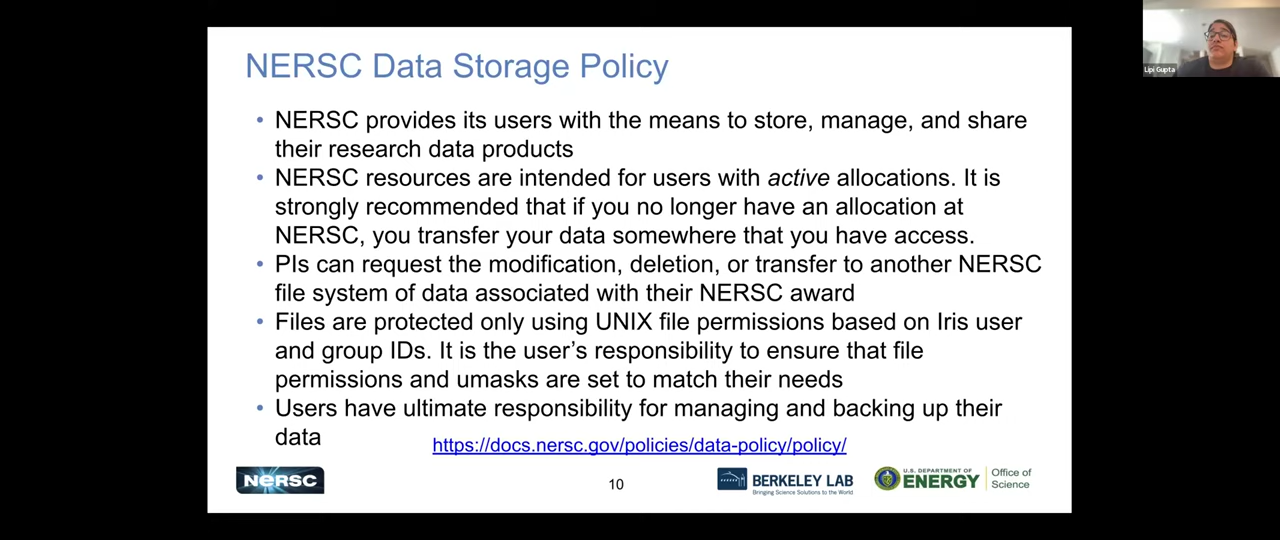 NERSC Data Storage Policy
• NERSC provides its users with the means to store, manage, and share
their research data products
• NERSC resources are intended for users with active allocations. It is
strongly recommended that if you no longer have an allocation at
NERSC, you transfer your data somewhere that you have access.
• PIs can request the modification, deletion, or transfer to another NERSC
file system of data associated with their NERSC award
• Files are protected only using UNIX file permissions based on Iris user
and group IDs. It is the user's responsibility to ensure that file
permissions and umasks are set to match their needs
• Users have ultimate responsibility for managing and backing up their
data
https://docs.nersc.gov/policies/data-policy/policy/
NERSC
10
BERKELEY LAB
Bringing Science Solutions to the World
U.S. DEPARTMENT OF
ENERGY
Office of
Science
Lipi Gupta